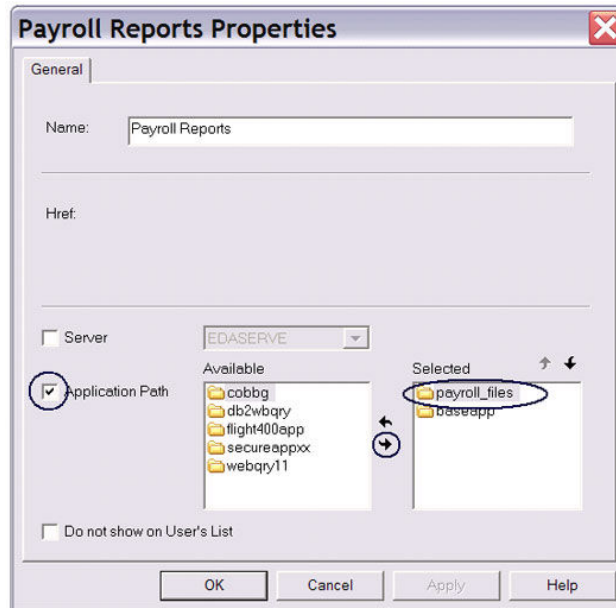 Payroll Reports Properties
General
Name: Payroll Reports
Href:
Server EDASERVE
Available Selected
Application Path
cobbg
db2wbqry
flight400app
secureappxx
webqry11
payroll_files
baseapp
Do not show on User's List
OK Cancel Apply Help